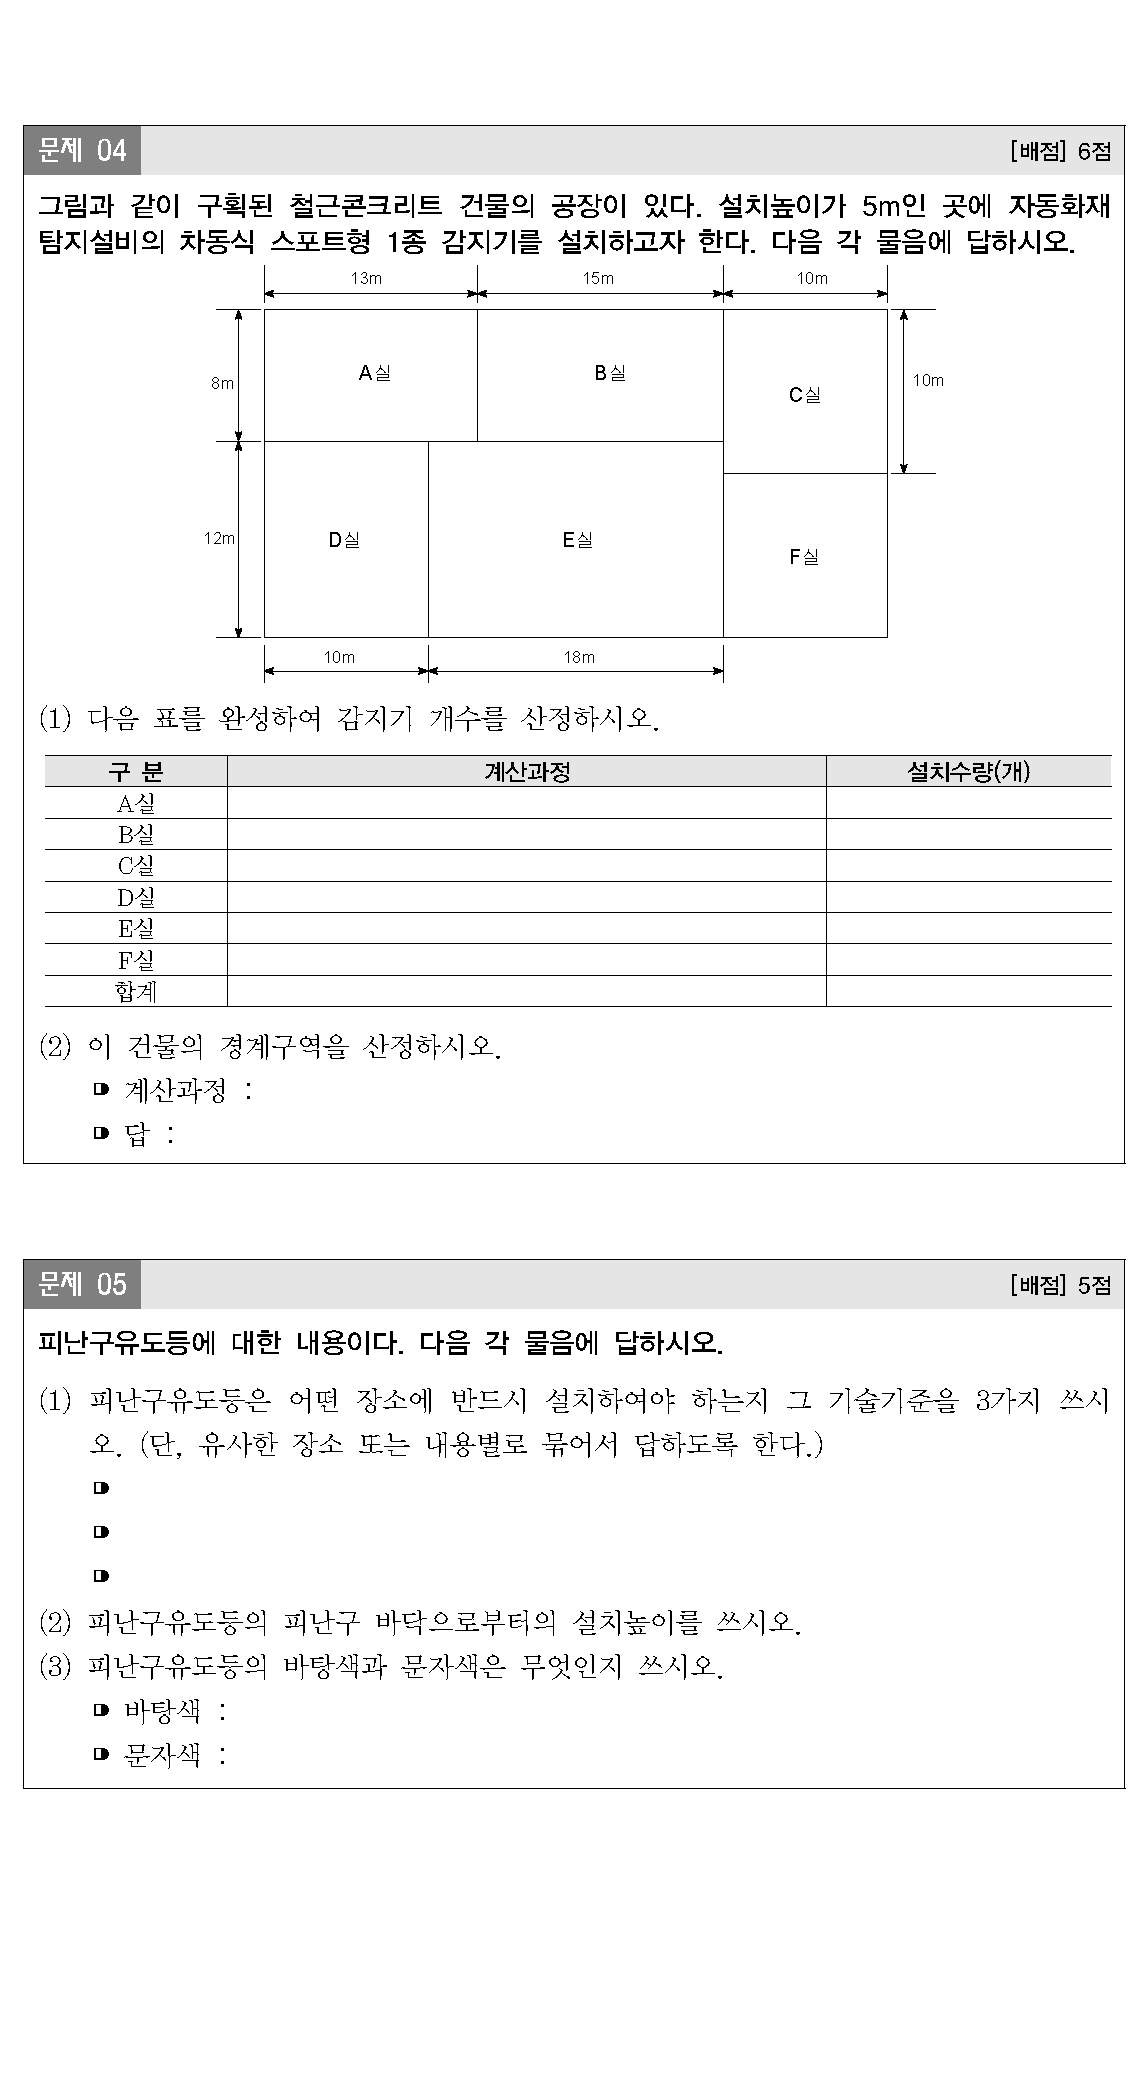 문제 04
[배점] 6점
그림과 같이 구획된 철근콘크리트 건물의 공장이 있다. 설치높이가 5m인 곳에 자동화재
탐지설비의 차동식 스포트형 1종 감지기를 설치하고자 한다. 다음 각 물음에 답하시오.
13m 15m 10m
8m A실 B실 C실 10m
12m D실 E실 F실
10m 18m
(1) 다음 표를 완성하여 감지기 개수를 산정하시오.
구 분 계산과정 설치수량(개)
A실
B실
C실
D실
E실
F실
합계
(2) 이 건물의 경계구역을 산정하시오.
계산과정 :
답 :
문제 05
[배점] 5점
피난구유도등에 대한 내용이다. 다음 각 물음에 답하시오.
(1) 피난구유도등은 어떤 장소에 반드시 설치하여야 하는지 그 기술기준을 3가지 쓰시
오. (단, 유사한 장소 또는 내용별로 묶어서 답하도록 한다.)
(2) 피난구유도등의 피난구 바닥으로부터의 설치높이를 쓰시오.
(3) 피난구유도등의 바탕색과 문자색은 무엇인지 쓰시오.
바탕색 :
문자색 :